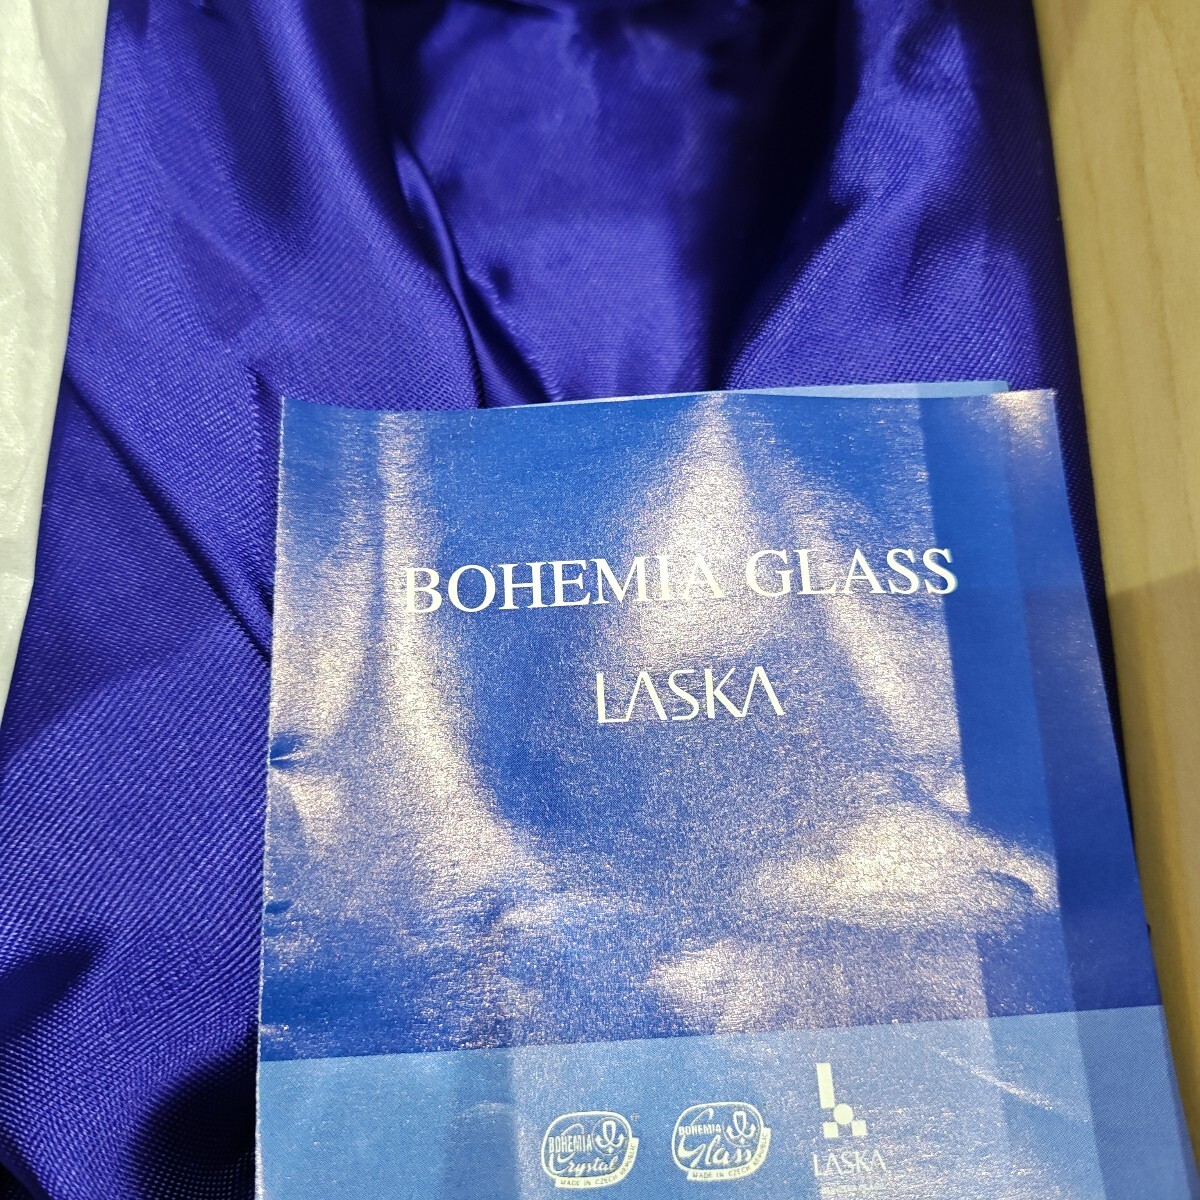 BOHEMIA GLASS
LASKA
BOHEMIA
Crystal
MADE IN CZECH REPUBLIC
BOHEMIA
Glass
MADE IN CZECH REPUBLIC
LASKA